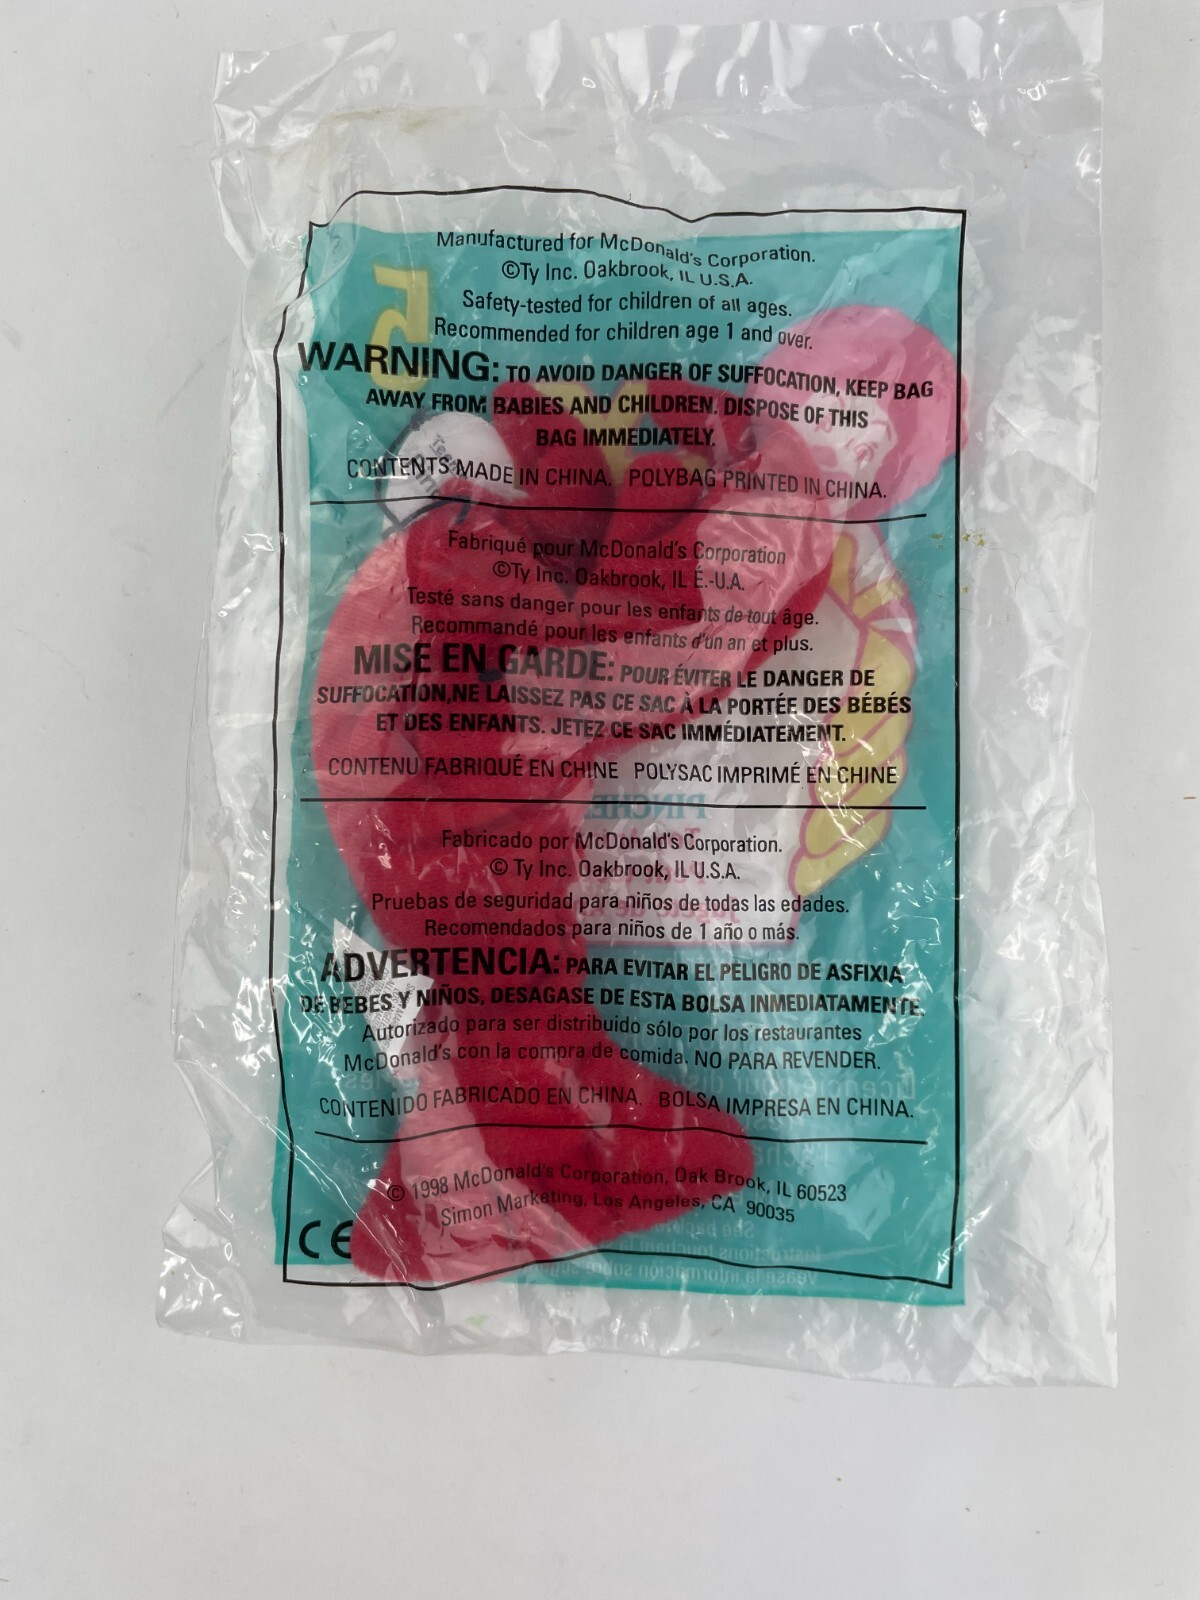 Manufactured for McDonald's Corporation.
©Ty Inc. Oakbrook, IL U.S.A.
Safety-tested for children of all ages.
Recommended for children age 1 and over.
WARNING: TO AVOID DANGER OF SUFFOCATION, KEEP BAG
AWAY FROM BABIES AND CHILDREN. DISPOSE OF THIS
BAG IMMEDIATELY.
CONTENTS MADE IN CHINA. POLYBAG PRINTED IN CHINA.
Fabriqué pour McDonald's Corporation
©Ty Inc. Oakbrook, IL É.-U.A.
Testé sans danger pour les enfants de tout âge.
Recommandé pour les enfants d'un an et plus.
MISE EN GARDE: POUR ÉVITER LE DANGER DE
SUFFOCATION,NE LAISSEZ PAS CE SAC À LA PORTÉE DES BÉBÉS
ET DES ENFANTS. JETEZ CE SAC IMMÉDIATEMENT.
CONTENU FABRIQUÉ EN CHINE POLYSAC IMPRIMÉ EN CHINE
PINCHE
Fabricado por McDonald's Corporation.
© Ty Inc. Oakbrook, IL U.S.A.
Pruebas de seguridad para niños de todas las edades.
Recomendados para niños de 1 año o más.
ADVERTENCIA: PARA EVITAR EL PELIGRO DE ASFIXIA
DE BEBES Y NIÑOS, DESAGASE DE ESTA BOLSA INMEDIATAMENTE.
Autorizado para ser distribuido sólo por los restaurantes
McDonald's con la compra de comida. NO PARA REVENDER.
CONTENIDO FABRICADO EN CHINA. BOLSA IMPRESA EN CHINA.
© 1998 McDonald's Corporation, Oak Brook, IL 60523
Simon Marketing, Los Angeles, CA 90035
CE
5